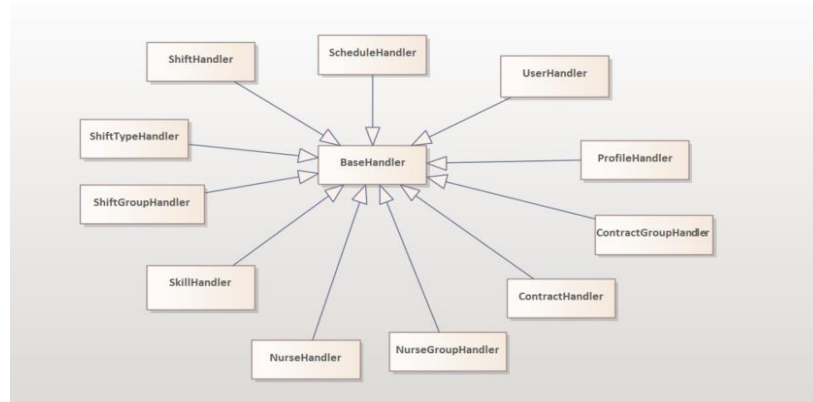 ScheduleHandler
ShiftHandler
UserHandler
ShiftTypeHandler
BaseHandler
ProfileHandler
ShiftGroupHandler
ContractGroupHandler
SkillHandler
ContractHandler
NurseHandler
NurseGroupHandler